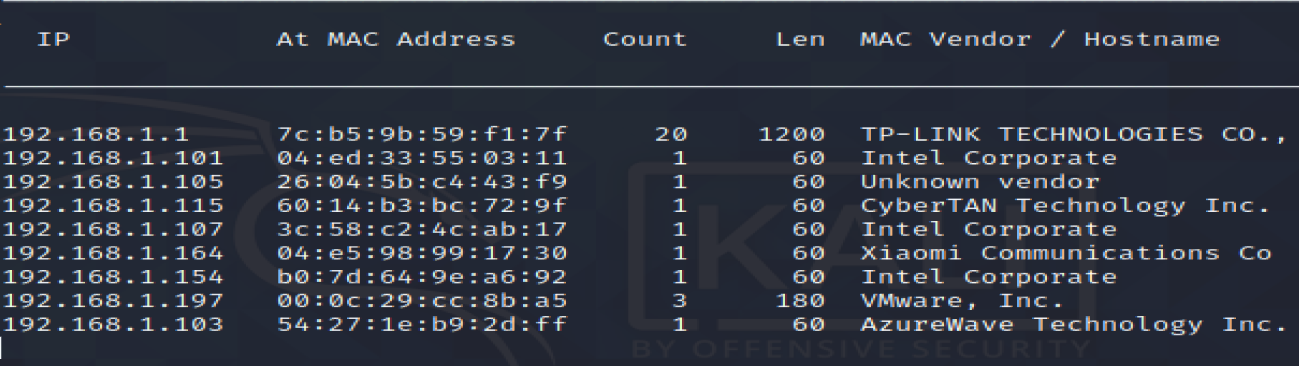 IP At MAC Address Count Len MAC Vendor / Hostname
192.168.1.1 7c:b5:9b:59:f1:7f 20 1200 TP-LINK TECHNOLOGIES CO.,
192.168.1.101 04:ed:33:55:03:11 1 60 Intel Corporate
192.168.1.105 26:04:5b:c4:43:f9 1 60 Unknown vendor
192.168.1.115 60:14:b3:bc:72:9f 1 60 CyberTAN Technology Inc.
192.168.1.107 3c:58:c2:4c:ab:17 1 60 Intel Corporate
192.168.1.164 04:e5:98:99:17:30 1 60 Xiaomi Communications Co
192.168.1.154 b0:7d:64:9e:a6:92 1 60 Intel Corporate
192.168.1.197 00:0c:29:cc:8b:a5 3 180 VMware, Inc.
192.168.1.103 54:27:1e:b9:2d:ff 1 60 AzureWave Technology Inc.
KALI
BY OFFENSIVE SECURITY